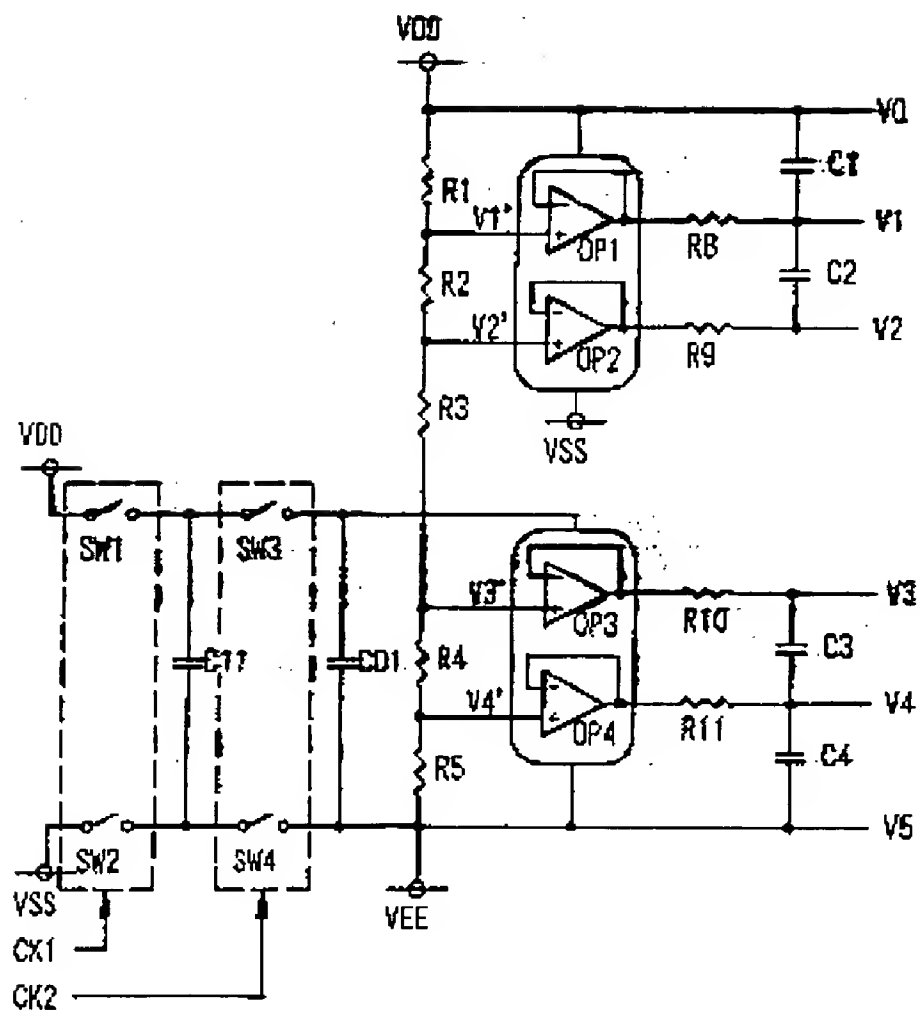 VDD
V0
C1
R1
V1'
OP1
R8
V1
R2
C2
V2'
OP2
R9
V2
R3
VSS
VDD
SW1
SW3
V3'
OP3
R10
V3
C11
CD1
R4
C3
V4'
OP4
R11
V4
R5
C4
V5
SW2
SW4
VSS
VEE
CK1
CK2